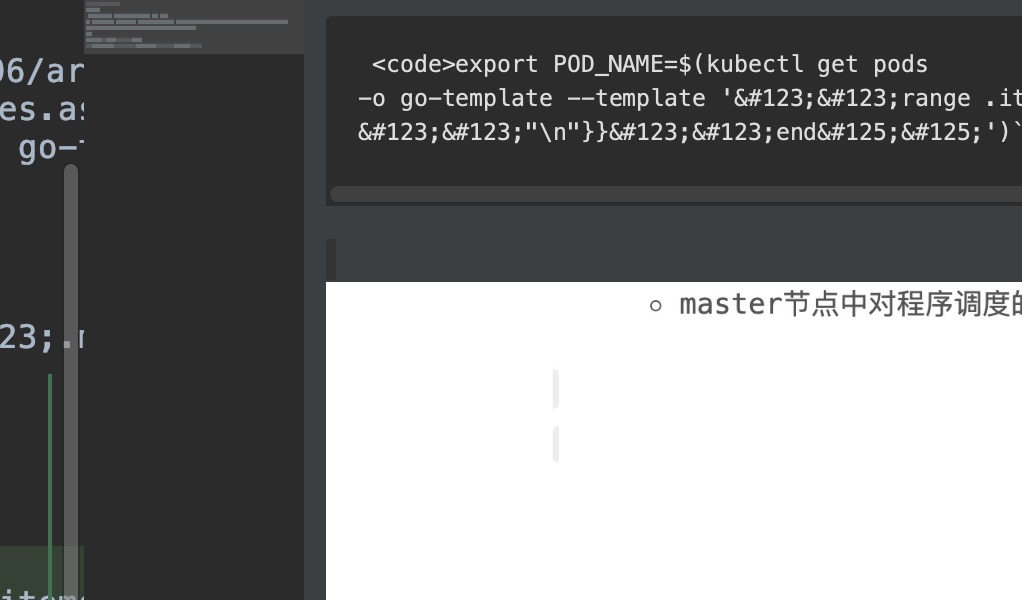 06/ar
es.as
go-t
23;.r
items
<code>export POD_NAME=$(kubectl get pods
-o go-template --template '&#123;&#123;range .it
&#123;&#123;"\n"}}&#123;&#123;end&#125;&#125;')`
master节点中对程序调度的